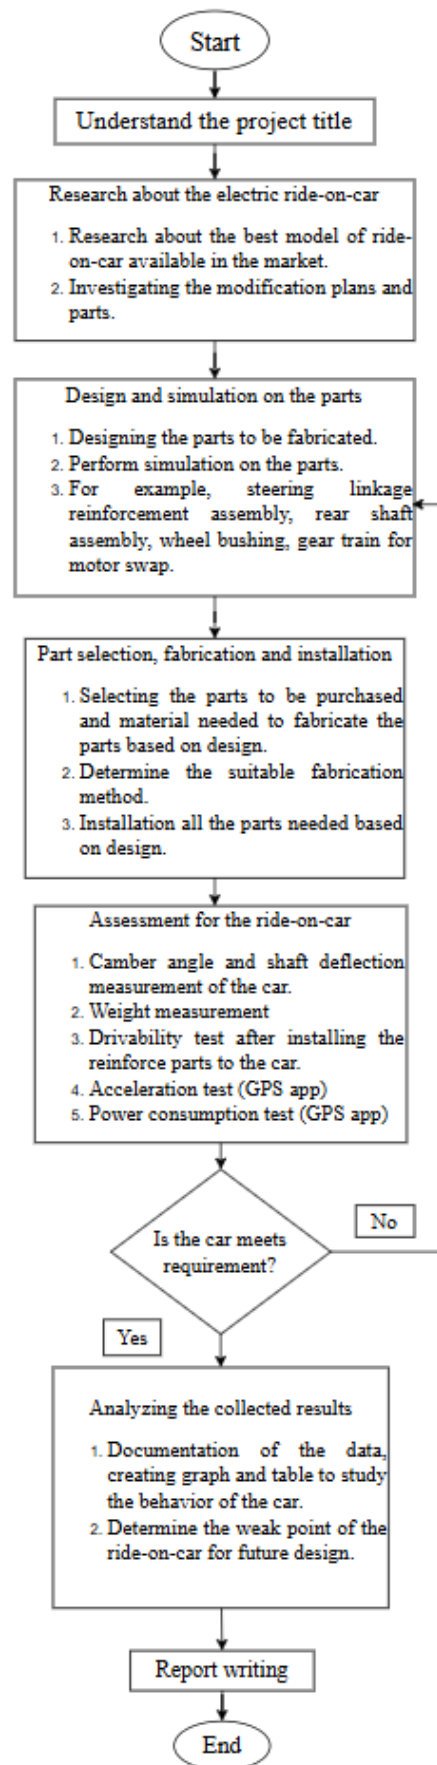 Start
Understand the project title
Research about the electric ride-on-car
1. Research about the best model of ride-
on-car available in the market.
2. Investigating the modification plans and
parts.
Design and simulation on the parts
1. Designing the parts to be fabricated.
2. Perform simulation on the parts.
3. For example, steering linkage
reinforcement assembly, rear shaft
assembly, wheel bushing, gear train for
motor swap.
Part selection, fabrication and installation
1. Selecting the parts to be purchased
and material needed to fabricate the
parts based on design.
2. Determine the suitable fabrication
method.
3. Installation all the parts needed based
on design.
Assessment for the ride-on-car
1. Camber angle and shaft deflection
measurement of the car.
2. Weight measurement
3. Drivability test after installing the
reinforce parts to the car.
4. Acceleration test (GPS app)
5. Power consumption test (GPS app)
Is the car meets
requirement?
No
Yes
Analyzing the collected results
1. Documentation of the data,
creating graph and table to study
the behavior of the car.
2. Determine the weak point of the
ride-on-car for future design.
Report writing
End